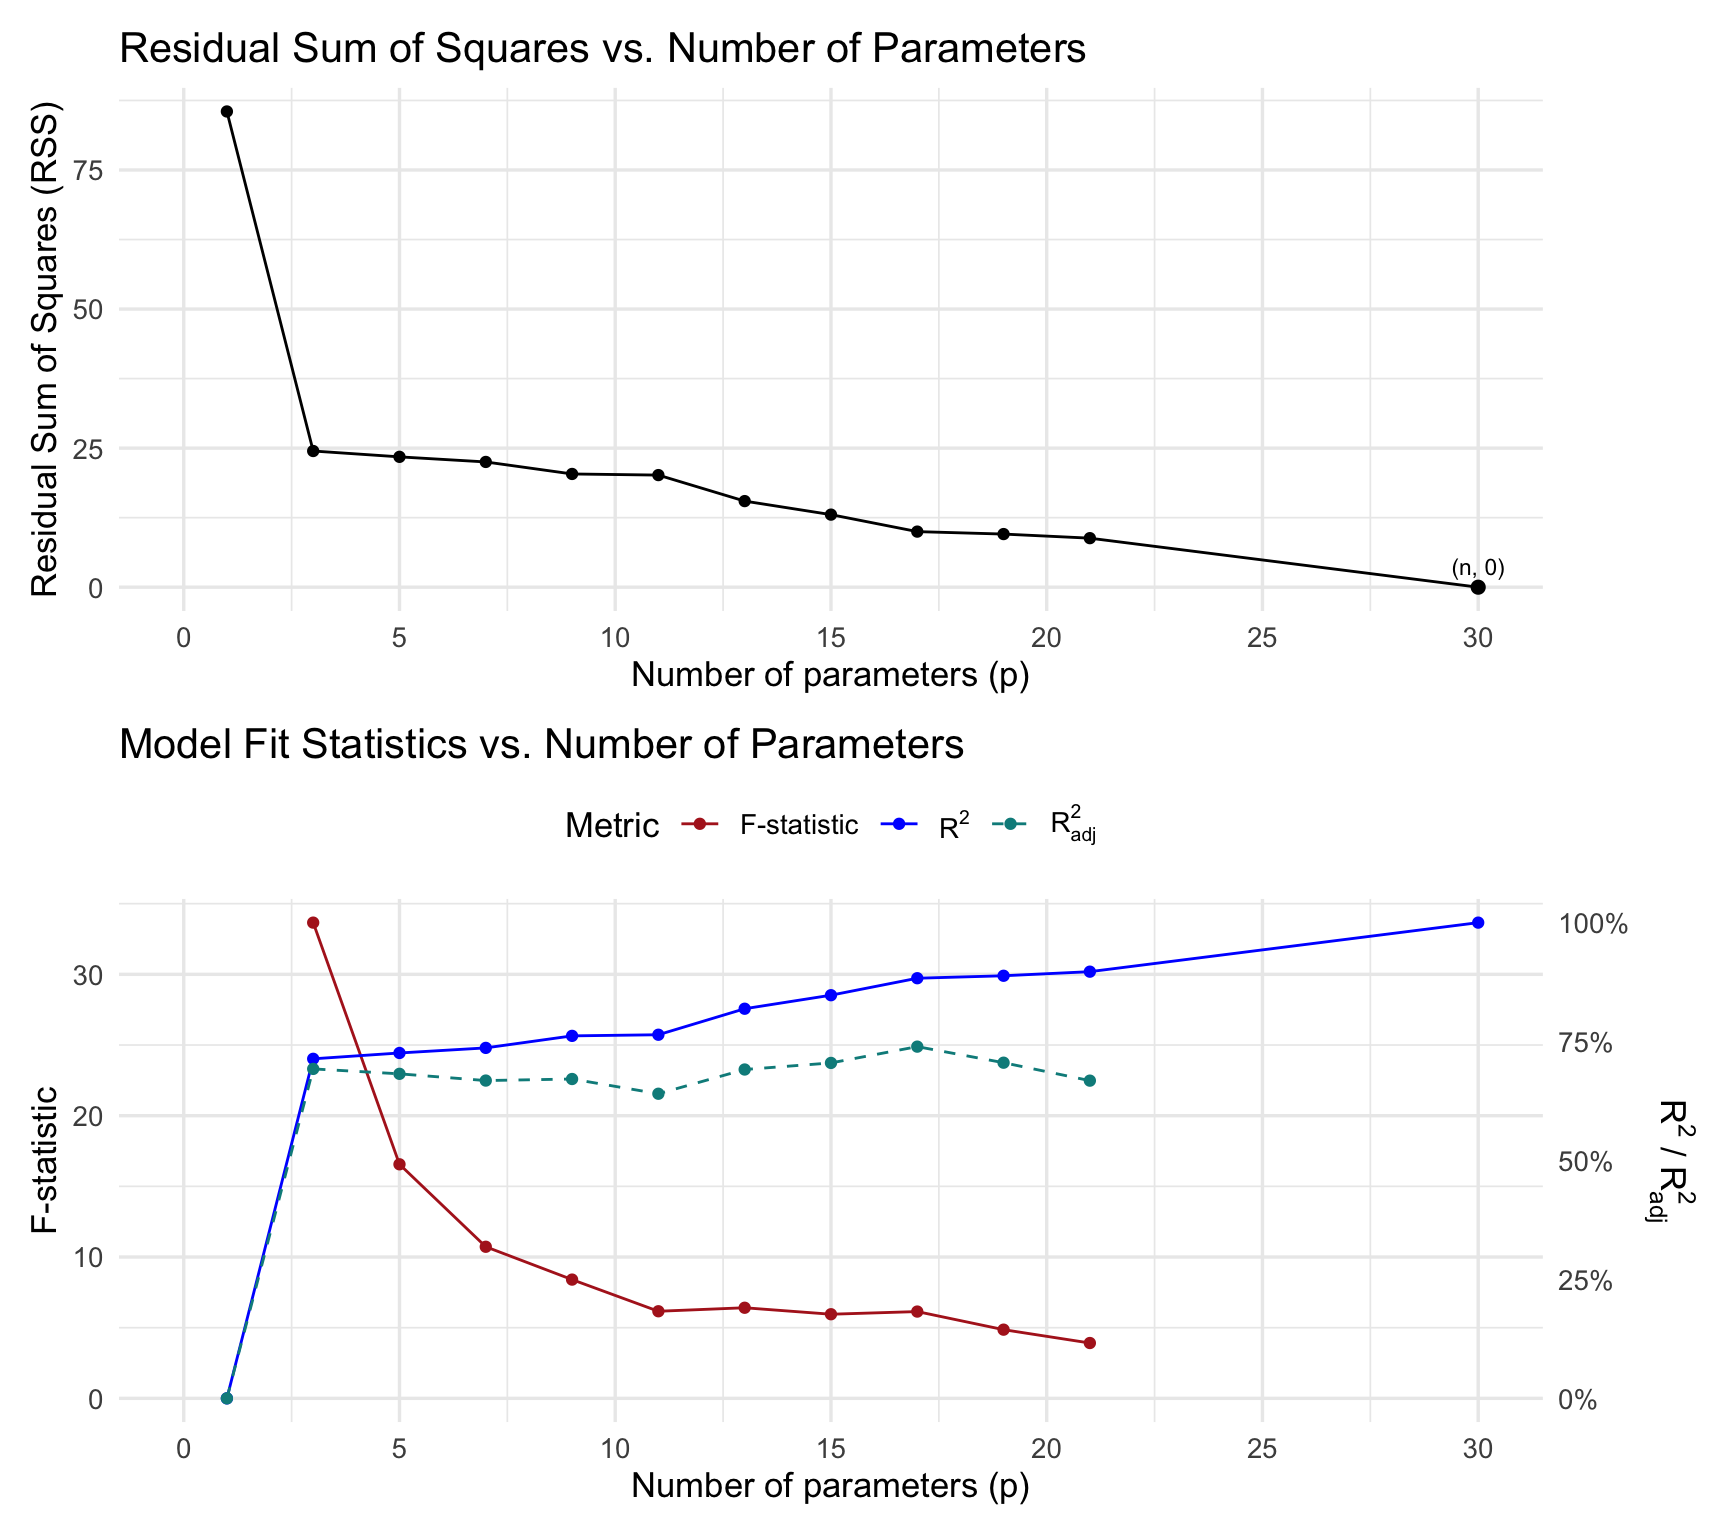 Residual Sum of Squares vs. Number of Parameters
Residual Sum of Squares (RSS)
75
50
25
0
(n, 0)
0 5 10 15 20 25 30
Number of parameters (p)
Model Fit Statistics vs. Number of Parameters
Metric F-statistic R² R²adj
F-statistic
30
20
10
0
100%
75%
50%
25%
0%
R² / R²adj
0 5 10 15 20 25 30
Number of parameters (p)